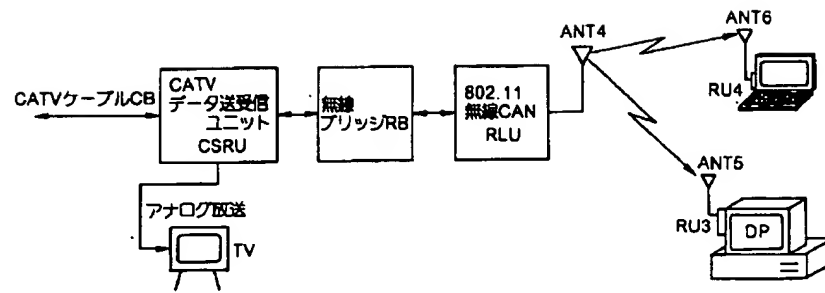 ANT4
ANT6
CATVケーブルCB
CATV
データ送受信
ユニット
CSRU
無線
ブリッジRB
802.11
無線CAN
RLU
RU4
ANT5
アナログ放送
TV
RU3
DP